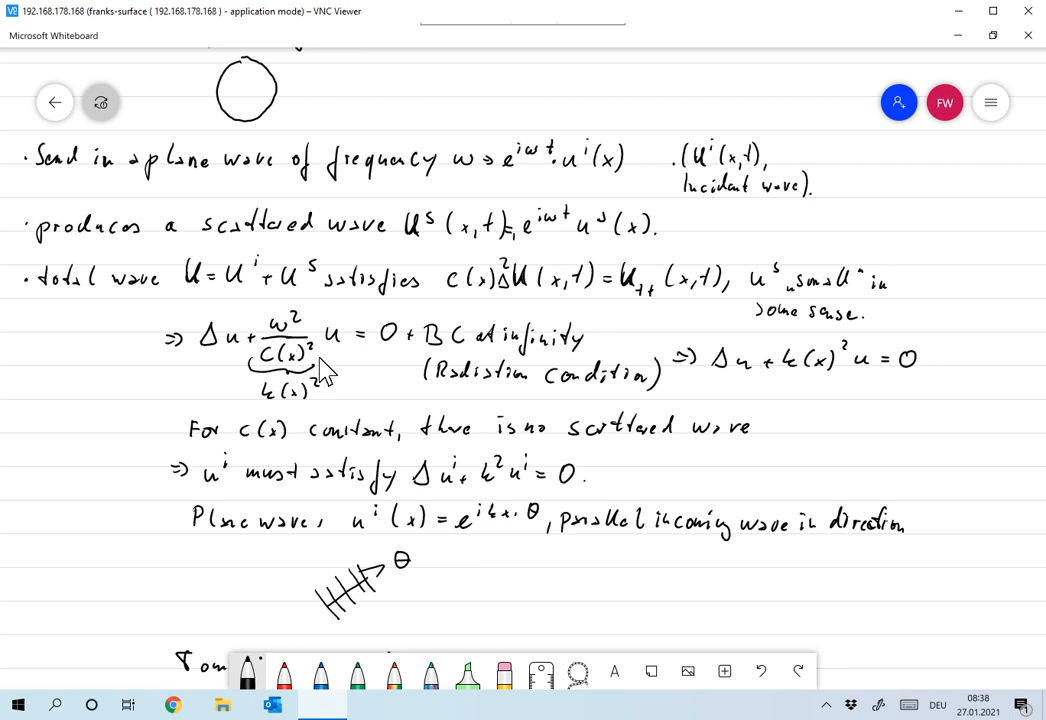 192.168.178.168 (franks-surface ( 192.168.178.168 ) - application mode) - VNC Viewer
Microsoft Whiteboard
FW
· Send in a plane wave of frequency ω → e^{iωt}·u^i(x) . (U^i(x,t),
Incident wave).
· produces a scattered wave U^s(x,t) = e^{iωt} u^s(x).
· total wave U = U^i + U^s satisfies c(x)^2 ΔU(x,t) = U_tt(x,t), u^s "small" in
some sense.
⇒ Δu + ω^2/c(x)^2 u = 0 + BC at infinity
k(x)^2 (Radiation condition) ⇒ Δu + k(x)^2 u = 0
For c(x) constant, there is no scattered wave
⇒ u^i must satisfy Δu^i + k^2 u^i = 0.
Plane wave, u^i(x) = e^{ikx·θ}, parallel incoming wave in direction
θ
Tom
A
DEU
08:38
27.01.2021
1